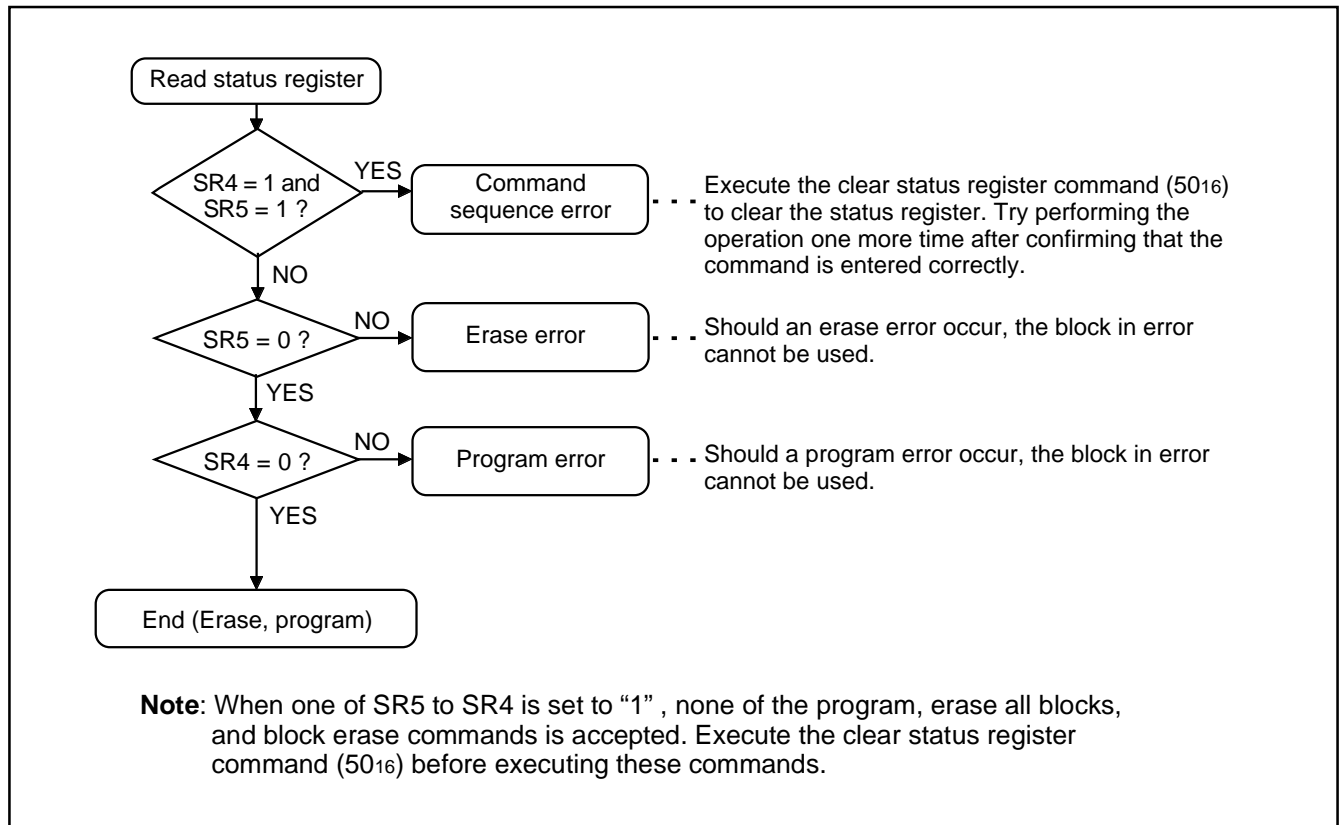 Read status register
SR4 = 1 and
SR5 = 1 ?
YES
Command
sequence error
Execute the clear status register command (5016)
to clear the status register. Try performing the
operation one more time after confirming that the
command is entered correctly.
NO
SR5 = 0 ?
NO
Erase error
Should an erase error occur, the block in error
cannot be used.
YES
SR4 = 0 ?
NO
Program error
Should a program error occur, the block in error
cannot be used.
YES
End (Erase, program)
Note: When one of SR5 to SR4 is set to “1” , none of the program, erase all blocks,
and block erase commands is accepted. Execute the clear status register
command (5016) before executing these commands.